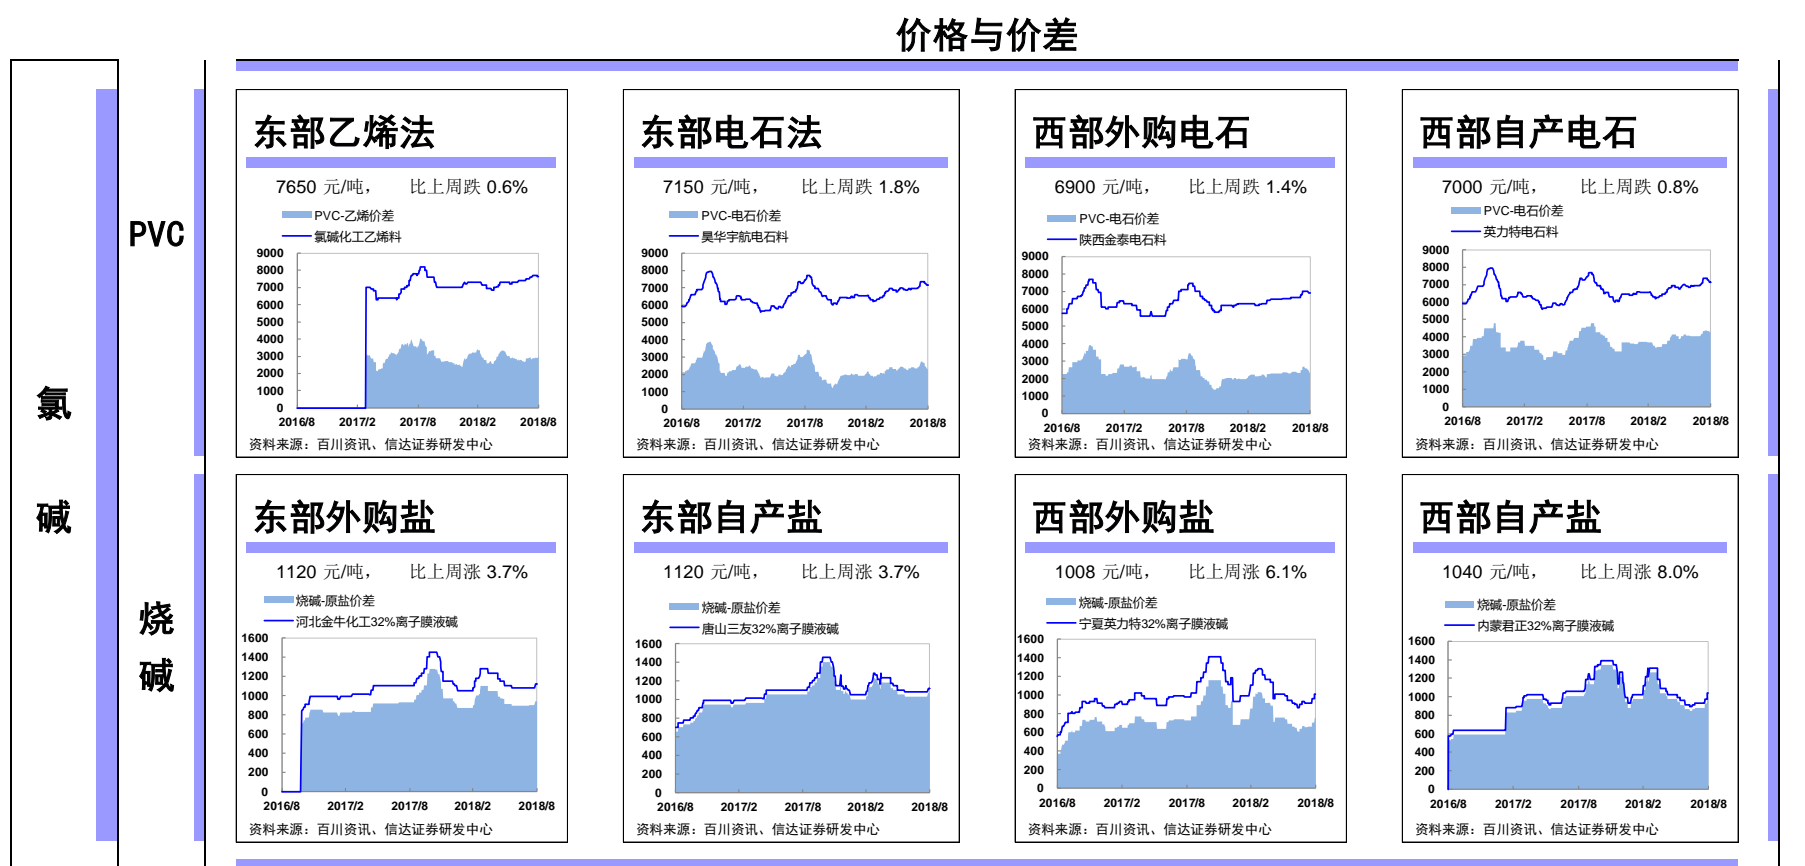 价格与价差
氯
碱
PVC
东部乙烯法
7650 元/吨， 比上周跌 0.6%
PVC-乙烯价差
氯碱化工乙烯料
9000
8000
7000
6000
5000
4000
3000
2000
1000
0
2016/8 2017/2 2017/8 2018/2 2018/8
资料来源：百川资讯、信达证券研发中心
东部电石法
7150 元/吨， 比上周跌 1.8%
PVC-电石价差
昊华宇航电石料
9000
8000
7000
6000
5000
4000
3000
2000
1000
0
2016/8 2017/2 2017/8 2018/2 2018/8
资料来源：百川资讯、信达证券研发中心
西部外购电石
6900 元/吨， 比上周跌 1.4%
PVC-电石价差
陕西金泰电石料
9000
8000
7000
6000
5000
4000
3000
2000
1000
0
2016/8 2017/2 2017/8 2018/2 2018/8
资料来源：百川资讯、信达证券研发中心
西部自产电石
7000 元/吨， 比上周跌 0.8%
PVC-电石价差
英力特电石料
9000
8000
7000
6000
5000
4000
3000
2000
1000
0
2016/8 2017/2 2017/8 2018/2 2018/8
资料来源：百川资讯、信达证券研发中心
烧
碱
东部外购盐
1120 元/吨， 比上周涨 3.7%
烧碱-原盐价差
河北金牛化工32%离子膜液碱
1600
1400
1200
1000
800
600
400
200
0
2016/8 2017/2 2017/8 2018/2 2018/8
资料来源：百川资讯、信达证券研发中心
东部自产盐
1120 元/吨， 比上周涨 3.7%
烧碱-原盐价差
唐山三友32%离子膜液碱
1600
1400
1200
1000
800
600
400
200
0
2016/8 2017/2 2017/8 2018/2 2018/8
资料来源：百川资讯、信达证券研发中心
西部外购盐
1008 元/吨， 比上周涨 6.1%
烧碱-原盐价差
宁夏英力特32%离子膜液碱
1600
1400
1200
1000
800
600
400
200
0
2016/8 2017/2 2017/8 2018/2 2018/8
资料来源：百川资讯、信达证券研发中心
西部自产盐
1040 元/吨， 比上周涨 8.0%
烧碱-原盐价差
内蒙君正32%离子膜液碱
1600
1400
1200
1000
800
600
400
200
0
2016/8 2017/2 2017/8 2018/2 2018/8
资料来源：百川资讯、信达证券研发中心